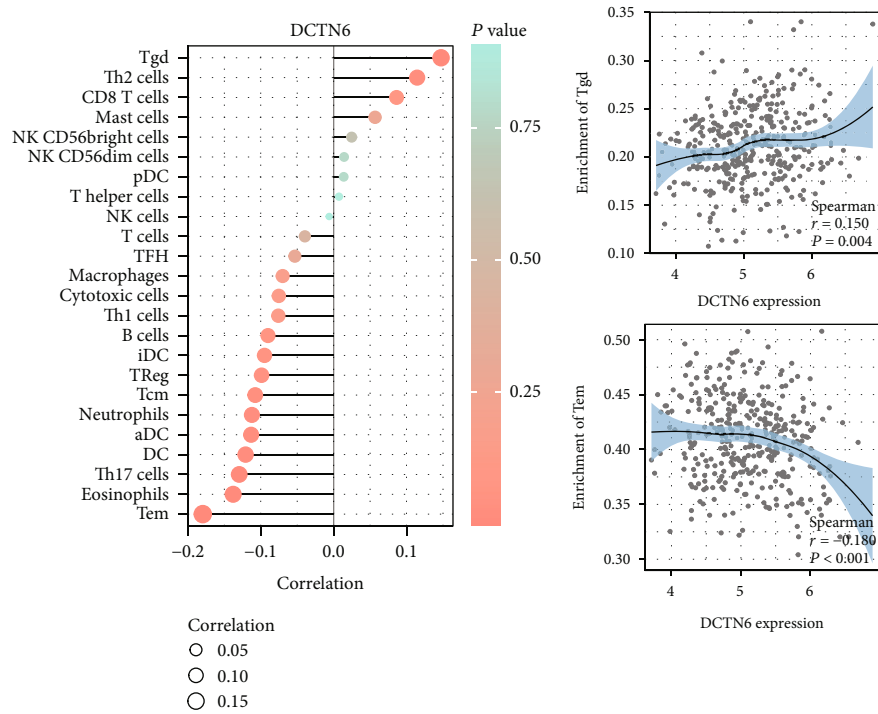 DCTN6
Tgd
Th2 cells
CD8 T cells
Mast cells
NK CD56bright cells
NK CD56dim cells
pDC
T helper cells
NK cells
T cells
TFH
Macrophages
Cytotoxic cells
Th1 cells
B cells
iDC
TReg
Tcm
Neutrophils
aDC
DC
Th17 cells
Eosinophils
Tem
−0.2 −0.1 0.0 0.1
Correlation
P value
0.75
0.50
0.25
Correlation
0.05
0.10
0.15
Enrichment of Tgd
0.35
0.30
0.25
0.20
0.15
0.10
Spearman
r = 0.150
P = 0.004
4 5 6
DCTN6 expression
Enrichment of Tem
0.50
0.45
0.40
0.35
0.30
Spearman
r = −0.180
P < 0.001
4 5 6
DCTN6 expression